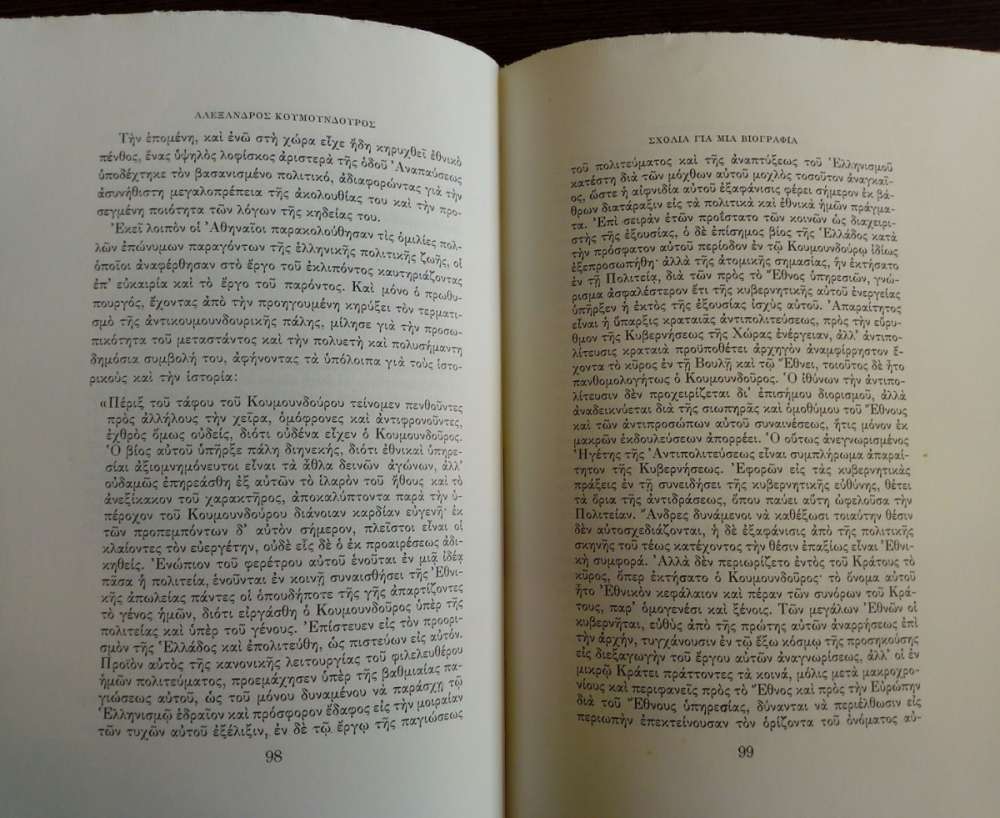 ΑΛΕΞΑΝΔΡΟΣ ΚΟΥΜΟΥΝΔΟΥΡΟΣ
Τὴν ἑπομένη, καὶ ἐνῶ στὴ χώρα εἶχε ἤδη κηρυχθεῖ ἐθνικὸ
πένθος, ἕνας ὑψηλὸς λοφίσκος ἀριστερὰ τῆς ὁδοῦ Ἀναπαύσεως
ὑποδέχτηκε τὸν βασανισμένο πολιτικό, ἀδιαφορώντας γιὰ τὴν
ἀσυνήθιστη μεγαλοπρέπεια τῆς ἀκολουθίας του καὶ τὴν προ-
σεγμένη ποιότητα τῶν λόγων τῆς κηδείας του.
Ἐκεῖ λοιπὸν οἱ Ἀθηναῖοι παρακολούθησαν τὶς ὁμιλίες πολ-
λῶν ἐπώνυμων παραγόντων τῆς ἑλληνικῆς πολιτικῆς ζωῆς, οἱ
ὁποῖοι ἀναφέρθησαν στὸ ἔργο τοῦ ἐκλιπόντος καυτηριάζοντας
ἐπ' εὐκαιρία καὶ τὸ ἔργο τοῦ παρόντος. Καὶ μόνο ὁ πρωθυ-
πουργός, ἔχοντας ἀπὸ τὴν προηγουμένη κηρύξει τὸν τερματι-
σμὸ τῆς ἀντικουμουνδουρικῆς πάλης, μίλησε γιὰ τὴν προσω-
πικότητα τοῦ μεταστάντος καὶ τὴν πολυετὴ καὶ πολυσήμαντη
δημόσια συμβολή του, ἀφήνοντας τὰ ὑπόλοιπα γιὰ τοὺς ἱστο-
ρικοὺς καὶ τὴν ἱστορία:
«Πέριξ τοῦ τάφου τοῦ Κουμουνδούρου τείνομεν πενθοῦντες
πρὸς ἀλλήλους τὴν χεῖρα, ὁμόφρονες καὶ ἀντιφρονοῦντες,
ἐχθρὸς ὅμως οὐδείς, διότι οὐδένα εἶχεν ὁ Κουμουνδοῦρος.
Ὁ βίος αὐτοῦ ὑπῆρξε πάλη διηνεκής, διότι ἐθνικαὶ ὑπηρε-
σίαι ἀξιομνημόνευτοι εἶναι τὰ ἆθλα δεινῶν ἀγώνων, ἀλλ'
οὐδαμῶς ἐπηρεάσθη ἐξ αὐτῶν τὸ ἱλαρὸν τοῦ ἤθους καὶ τὸ
ἀνεξίκακον τοῦ χαρακτῆρος, ἀποκαλύπτοντα παρὰ τὴν ὑ-
πέροχον τοῦ Κουμουνδούρου διάνοιαν καρδίαν εὐγενῆ· ἐκ
τῶν προπεμπόντων δ' αὐτὸν σήμερον, πλεῖστοι εἶναι οἱ
κλαίοντες τὸν εὐεργέτην, οὐδὲ εἷς δὲ ὁ ἐκ προαιρέσεως ἀδι-
κηθείς. Ἐνώπιον τοῦ φερέτρου αὐτοῦ ἑνοῦται ἐν μιᾷ ἰδέᾳ
πᾶσα ἡ πολιτεία, ἑνοῦνται ἐν κοινῇ συναισθήσει τῆς Ἐθνι-
κῆς ἀπωλείας πάντες οἱ ὁπουδήποτε τῆς γῆς ἀπαρτίζοντες
τὸ γένος ἡμῶν, διότι εἰργάσθη ὁ Κουμουνδοῦρος ὑπὲρ τῆς
πολιτείας καὶ ὑπὲρ τοῦ γένους. Ἐπίστευεν εἰς τὸν προορι-
σμὸν τῆς Ἑλλάδος καὶ ἐπολιτεύθη, ὡς πιστεύων εἰς αὐτόν.
Προϊὸν αὐτὸς τῆς κανονικῆς λειτουργίας τοῦ φιλελευθέρου
ἡμῶν πολιτεύματος, προεμάχησεν ὑπὲρ τῆς βαθμιαίας πα-
γιώσεως αὐτοῦ, ὡς τοῦ μόνου δυναμένου νὰ παράσχῃ τῷ
Ἑλληνισμῷ ἑδραῖον καὶ πρόσφορον ἔδαφος εἰς τὴν μοιραίαν
τῶν τυχῶν αὐτοῦ ἐξέλιξιν, ἐν δὲ τῷ ἔργῳ τῆς παγιώσεως
98
ΣΧΟΛΙΑ ΓΙΑ ΜΙΑ ΒΙΟΓΡΑΦΙΑ
τοῦ πολιτεύματος καὶ τῆς ἀναπτύξεως τοῦ Ἑλληνισμοῦ
κατέστη διὰ τῶν μόχθων αὐτοῦ μοχλὸς τοσοῦτον ἀναγκαῖ-
ος, ὥστε ἡ αἰφνιδία αὐτοῦ ἐξαφάνισις φέρει σήμερον ἐκ βά-
θρων διατάραξιν εἰς τὰ πολιτικὰ καὶ ἐθνικὰ ἡμῶν πράγμα-
τα. Ἐπὶ σειρὰν ἐτῶν προΐστατο τῶν κοινῶν ὡς διαχειρι-
στὴς τῆς ἐξουσίας, ὁ δὲ ἐπίσημος βίος τῆς Ἑλλάδος κατὰ
τὴν πρόσφατον αὐτοῦ περίοδον ἐν τῷ Κουμουνδούρῳ ἰδίως
ἐξεπροσωπήθη· ἀλλὰ τῆς ἀτομικῆς σημασίας, ἣν ἐκτήσατο
ἐν τῇ Πολιτείᾳ, διὰ τῶν πρὸς τὸ Ἔθνος ὑπηρεσιῶν, γνώ-
ρισμα ἀσφαλέστερον ἔτι τῆς κυβερνητικῆς αὐτοῦ ἐνεργείας
ὑπῆρξεν ἡ ἐκτὸς τῆς ἐξουσίας ἰσχὺς αὐτοῦ. Ἀπαραίτητος
εἶναι ἡ ὕπαρξις κραταιᾶς ἀντιπολιτεύσεως, πρὸς τὴν εὔρυ-
θμον τῆς Κυβερνήσεως τῆς Χώρας ἐνέργειαν, ἀλλ' ἀντιπο-
λίτευσις κραταιὰ προϋποθέτει ἀρχηγὸν ἀναμφίρρηστον ἔ-
χοντα τὸ κῦρος ἐν τῇ Βουλῇ καὶ τῷ Ἔθνει, τοιοῦτος δὲ ἦτο
πανθομολογήτως ὁ Κουμουνδοῦρος. Ὁ ἰθύνων τὴν ἀντιπο-
λίτευσιν δὲν προχειρίζεται δι' ἐπισήμου διορισμοῦ, ἀλλὰ
ἀναδεικνύεται διὰ τῆς σιωπηρᾶς καὶ ὁμοθύμου τοῦ Ἔθνους
καὶ τῶν ἀντιπροσώπων αὐτοῦ συναινέσεως, ἥτις μόνον ἐκ
μακρῶν ἐκδουλεύσεων ἀπορρέει. Ὁ οὕτως ἀνεγνωρισμένος
Ἡγέτης τῆς Ἀντιπολιτεύσεως εἶναι συμπλήρωμα ἀπαραί-
τητον τῆς Κυβερνήσεως. Ἐφορῶν εἰς τὰς κυβερνητικὰς
πράξεις ἐν τῇ συνειδήσει τῆς κυβερνητικῆς εὐθύνης, θέτει
τὰ ὅρια τῆς ἀντιδράσεως, ὅπου παύει αὕτη ὠφελοῦσα τὴν
Πολιτείαν. Ἄνδρες δυνάμενοι νὰ καθέξωσι τοιαύτην θέσιν
δὲν αὐτοσχεδιάζονται, ἡ δὲ ἐξαφάνισις ἀπὸ τῆς πολιτικῆς
σκηνῆς τοῦ τέως κατέχοντος τὴν θέσιν ἐπαξίως εἶναι Ἐθνι-
κὴ συμφορά. Ἀλλὰ δὲν περιωρίζετο ἐντὸς τοῦ Κράτους τὸ
κῦρος, ὅπερ ἐκτήσατο ὁ Κουμουνδοῦρος· τὸ ὄνομα αὐτοῦ
ἦτο Ἐθνικὸν κεφάλαιον καὶ πέραν τῶν συνόρων τοῦ Κρά-
τους, παρ' ὁμογενέσι καὶ ξένοις. Τῶν μεγάλων Ἐθνῶν οἱ
κυβερνῆται, εὐθὺς ἀπὸ τῆς πρώτης αὐτῶν ἀναρρήσεως ἐπὶ
τὴν ἀρχήν, τυγχάνουσιν ἐν τῷ ἔξω κόσμῳ τῆς προσηκούσης
εἰς διεξαγωγὴν τοῦ ἔργου αὐτῶν ἀναγνωρίσεως, ἀλλ' οἱ ἐν
μικρῷ Κράτει πράττοντες τὰ κοινά, μόλις μετὰ μακροχρο-
νίους καὶ περιφανεῖς πρὸς τὸ Ἔθνος καὶ πρὸς τὴν Εὐρώπην
διὰ τοῦ Ἔθνους ὑπηρεσίας, δύνανται νὰ περιέλθωσιν εἰς
περιωπὴν ἐπεκτείνουσαν τὸν ὁρίζοντα τοῦ ὀνόματος αὐ-
99